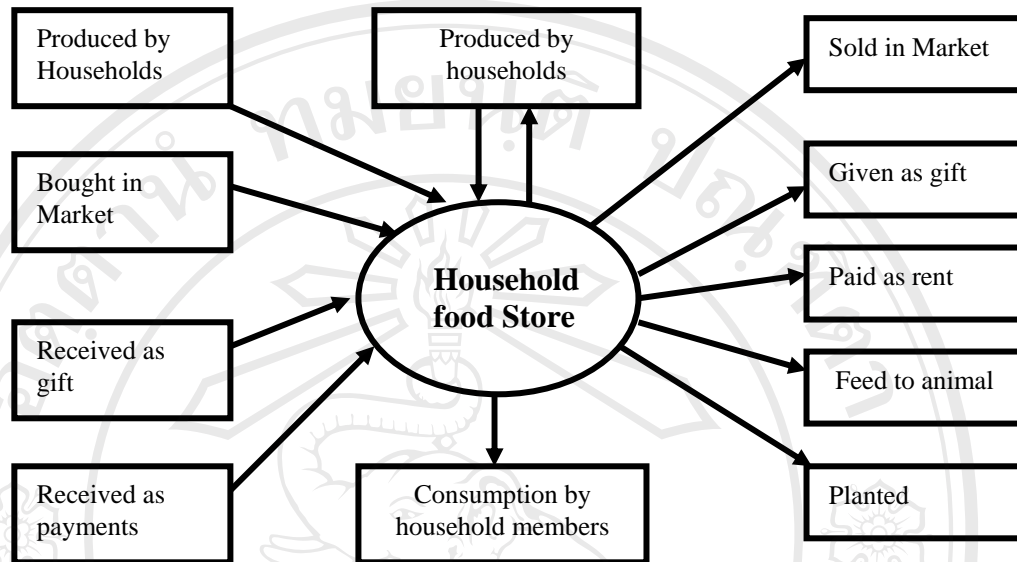 Produced by
Households
Produced by
households
Sold in Market
Bought in
Market
Given as gift
Household
food Store
Paid as rent
Received as
gift
Feed to animal
Received as
payments
Consumption by
household members
Planted